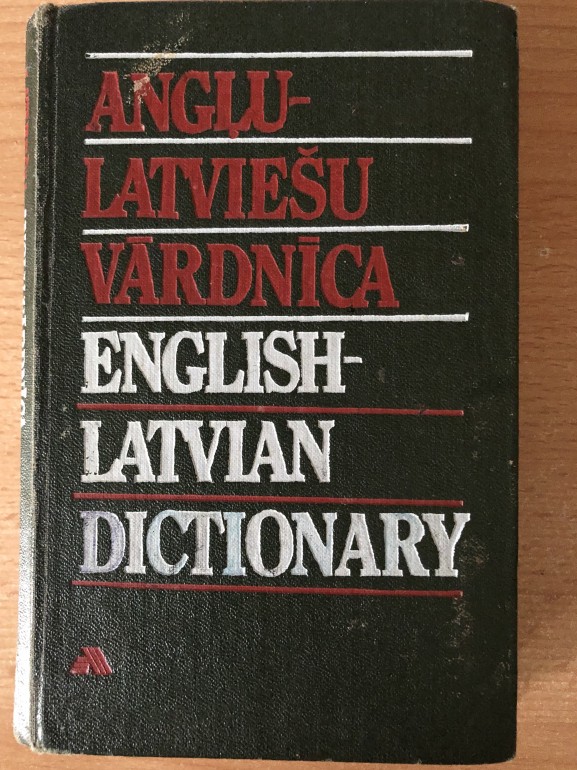 ANGĻU-
LATVIEŠU
VĀRDNĪCA
ENGLISH-
LATVIAN
DICTIONARY